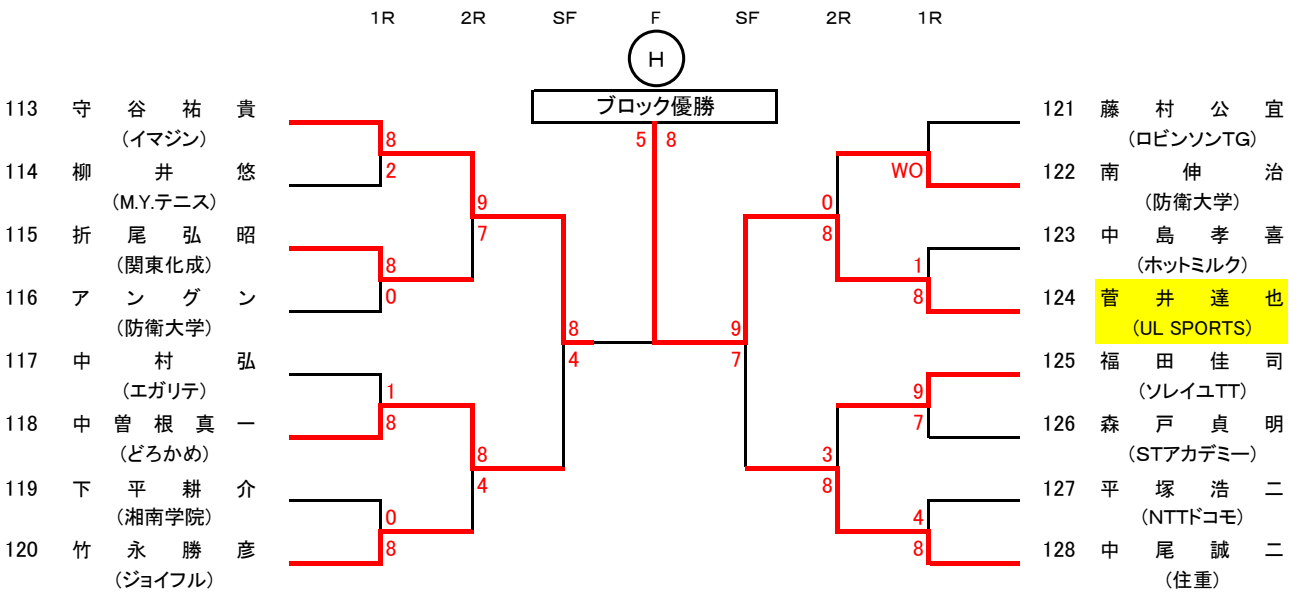 1R 2R SF F SF 2R 1R
H
ブロック優勝
5 8
113 守谷祐貴
(イマジン)
8
114 柳井悠
2
(M.Y.テニス)
9
115 折尾弘昭
7
(関東化成)
8
116 アングン
0
(防衛大学)
8
117 中村弘
4
(エガリテ)
1
118 中曽根真一
8
(どろかめ)
8
119 下平耕介
4
(湘南学院)
0
120 竹永勝彦
8
(ジョイフル)
121 藤村公宜
(ロビンソンTG)
WO
122 南伸治
(防衛大学)
0
123 中島孝喜
8
(ホットミルク)
1
124 菅井達也
8
(UL SPORTS)
9
125 福田佳司
7
(ソレイユTT)
9
126 森戸貞明
7
(STアカデミー)
3
127 平塚浩二
8
(NTTドコモ)
4
128 中尾誠二
8
(住重)